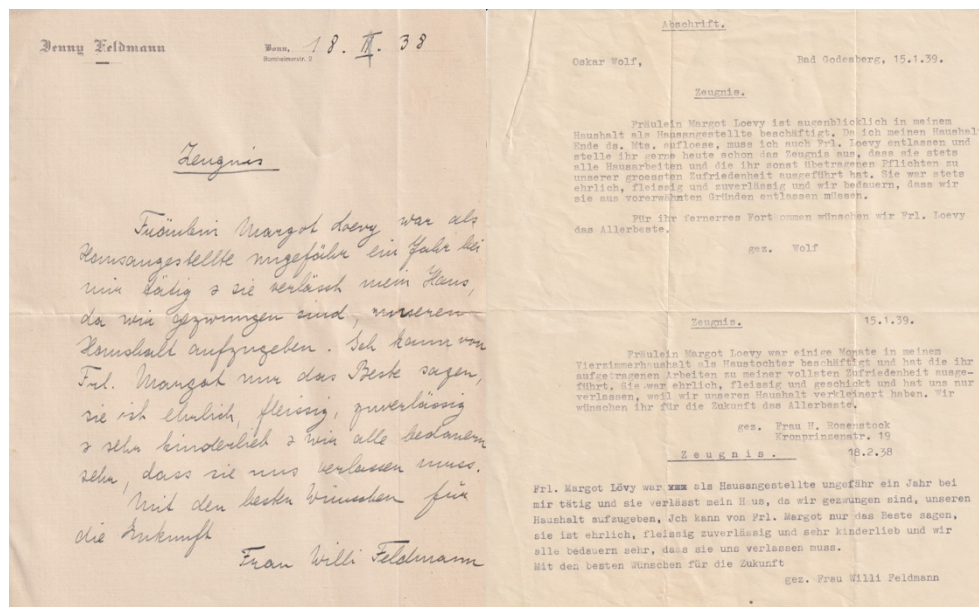 Jenny Feldmann
Bonn, 18. II. 38
Bornheimerstr. 5
Zeugnis
Fräulein Margot Loevy war als
Hausangestellte ungefähr ein Jahr bei
mir tätig & sie verlässt mein Haus,
da wir gezwungen sind, unseren
Haushalt aufzugeben. Ich kann von
Frl. Margot nur das Beste sagen,
sie ist ehrlich, fleissig, zuverlässig
& sehr kinderlieb & wir alle bedauern
sehr, dass sie uns verlassen muss.
Mit den besten Wünschen für
die Zukunft
Frau Willi Feldmann
Abschrift.
Oskar Wolf, Bad Godesberg, 15.1.39.
Zeugnis.
Fräulein Margot Loevy ist augenblicklich in meinem
Haushalt als Hausangestellte beschäftigt. Da ich meinen Haushal
Ende ds. Mts. aufloese, muss ich auch Frl. Loevy entlassen und
stelle ihr gerne heute schon das Zeugnis aus, dass sie stets
alle Hausarbeiten und die ihr sonst übetragenen Pflichten zu
unserer groessten Zufriedenheit ausgeführt hat. Sie war stets
ehrlich, fleissig und zuverlässig und wir bedauern, dass wir
sie aus vorerwähnten Gründen entlassen müssen.
Für ihr fernerres Fortkommen wünschen wir Frl. Loevy
das Allerbeste.
gez. Wolf
Zeugnis. 15.1.39.
Fräulein Margot Loevy war einige Monate in meinem
Vierzimmerhaushalt als Haustochter beschäftigt und hat die ihr
aufgetragenen Arbeiten zu meiner vollsten Zufriedenheit ausge-
führt. Sie war ehrlich, fleissig und geschickt und hat uns nur
verlassen, weil wir unseren Haushalt verkleinert haben. Wir
wünschen ihr für die Zukunft das Allerbeste.
gez. Frau H. Rosenstock
Kronprinzenstr. 19
Zeugnis. 18.2.38
Frl. Margot Lövy war xxx als Hausangestellte ungefähr ein Jahr bei
mir tätig und sie verlässt mein H us, da wir gezwungen sind, unseren
Haushalt aufzugeben, Jch kann von Frl. Margot nur das Beste sagen,
sie ist ehrlich, fleissig zuverlässig und sehr kinderlieb und wir
alle bedauern sehr, dass sie uns verlassen muss.
Mit den besten Wünschen für die Zukunft
gez. Frau Willi Feldmann